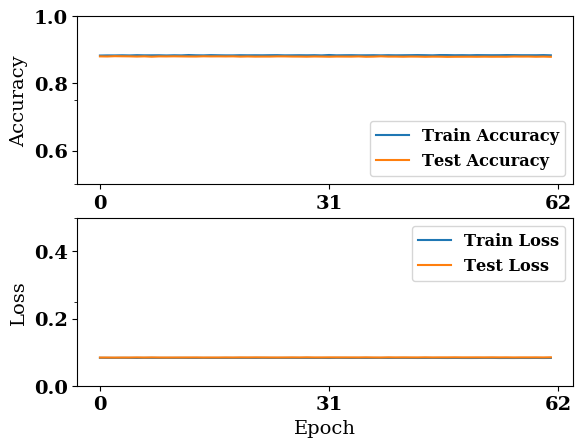 1.0
0.8
0.6
Accuracy
Train Accuracy
Test Accuracy
0 31 62
0.4
0.2
0.0
Loss
Train Loss
Test Loss
0 31 62
Epoch